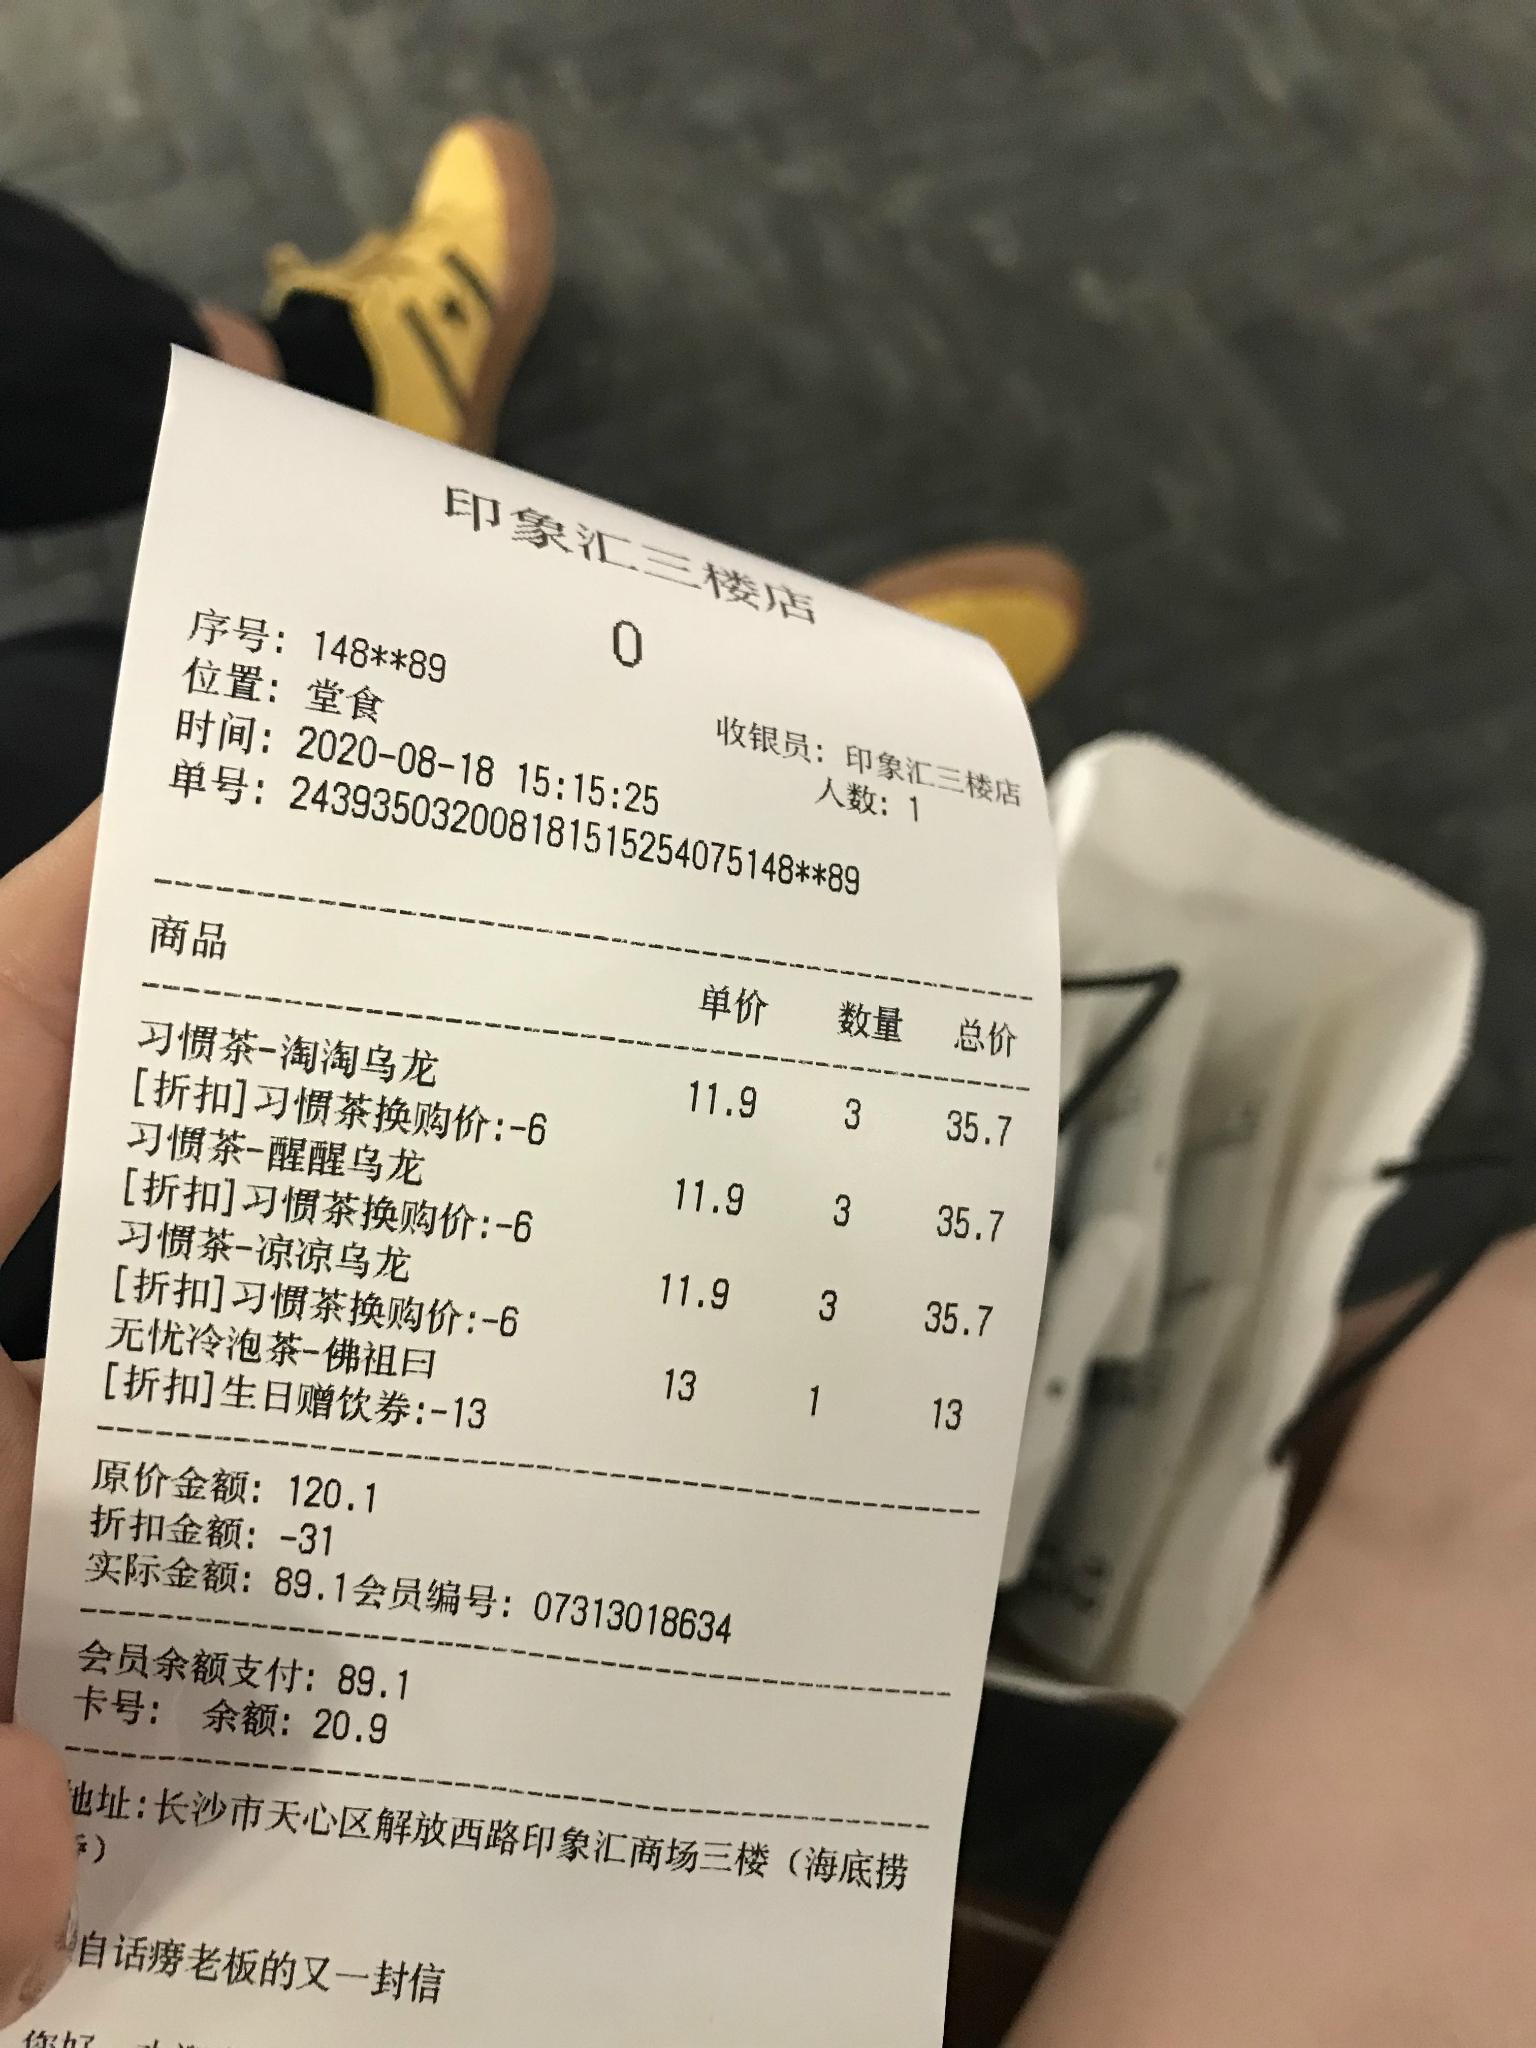 印象汇三楼店
0
序号: 148**89
位置: 堂食 收银员: 印象汇三楼店
时间: 2020-08-18 15:15:25 人数: 1
单号: 243935032008181515254075148**89
商品 单价 数量 总价
习惯茶-淘淘乌龙 11.9 3 35.7
[折扣]习惯茶换购价:-6
习惯茶-醒醒乌龙 11.9 3 35.7
[折扣]习惯茶换购价:-6
习惯茶-凉凉乌龙 11.9 3 35.7
[折扣]习惯茶换购价:-6
无忧冷泡茶-佛祖曰 13 1 13
[折扣]生日赠饮券:-13
原价金额: 120.1
折扣金额: -31
实际金额: 89.1会员编号: 07313018634
会员余额支付: 89.1
卡号: 余额: 20.9
地址:长沙市天心区解放西路印象汇商场三楼（海底捞
）
自话痨老板的又一封信
您好